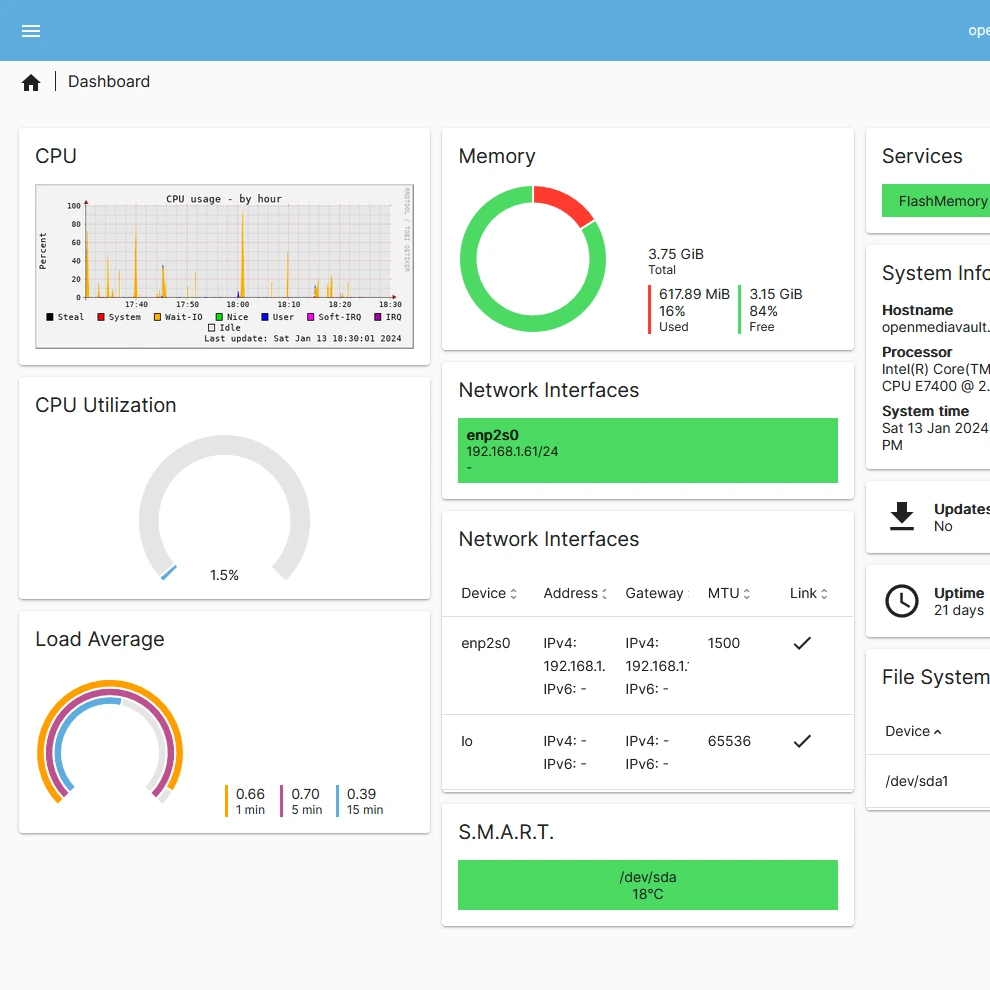 ope
Dashboard
CPU
CPU usage - by hour
RRDTOOL / TOBI OETIKER
Percent
100
80
60
40
20
0
17:40 17:50 18:00 18:10 18:20 18:30
Steal System Wait-IO Nice User Soft-IRQ IRQ
Idle
Last update: Sat Jan 13 18:30:01 2024
CPU Utilization
1.5%
Load Average
0.66 0.70 0.39
1 min 5 min 15 min
Memory
3.75 GiB
Total
617.89 MiB 3.15 GiB
16% 84%
Used Free
Network Interfaces
enp2s0
192.168.1.61/24
-
Network Interfaces
Device Address Gateway MTU Link
enp2s0 IPv4: IPv4: 1500
192.168.1. 192.168.1.
IPv6: - IPv6: -
lo IPv4: - IPv4: - 65536
IPv6: - IPv6: -
S.M.A.R.T.
/dev/sda
18°C
Services
FlashMemory
System Info
Hostname
openmediavault.
Processor
Intel(R) Core(TM
CPU E7400 @ 2.
System time
Sat 13 Jan 2024
PM
Updates
No
Uptime
21 days
File System
Device
/dev/sda1